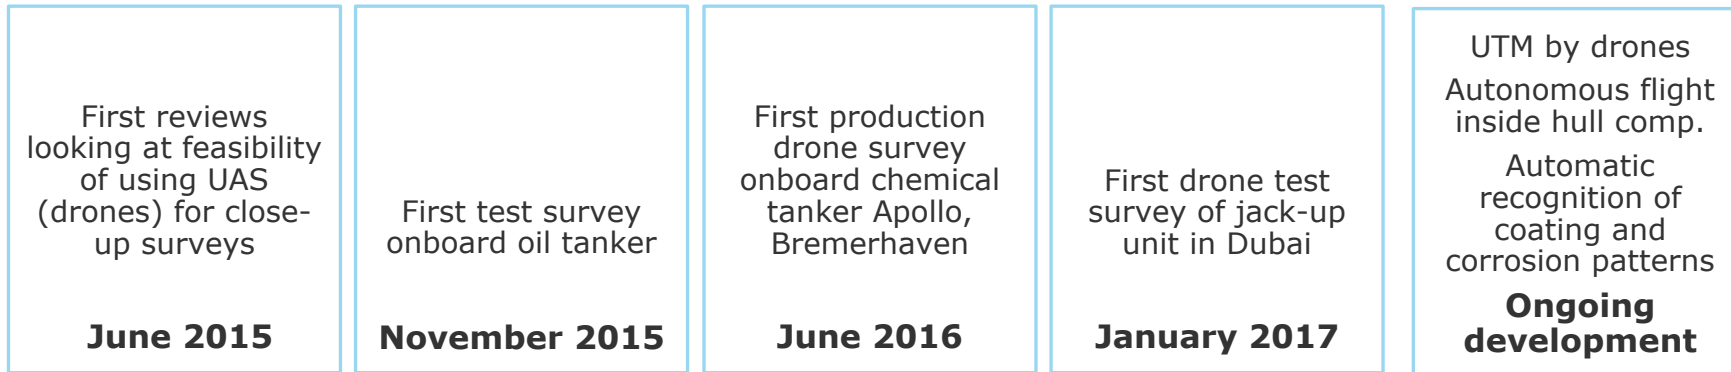 First reviews
looking at feasibility
of using UAS
(drones) for close-
up surveys
June 2015
First test survey
onboard oil tanker
November 2015
First production
drone survey
onboard chemical
tanker Apollo,
Bremerhaven
June 2016
First drone test
survey of jack-up
unit in Dubai
January 2017
UTM by drones
Autonomous flight
inside hull comp.
Automatic
recognition of
coating and
corrosion patterns
Ongoing
development